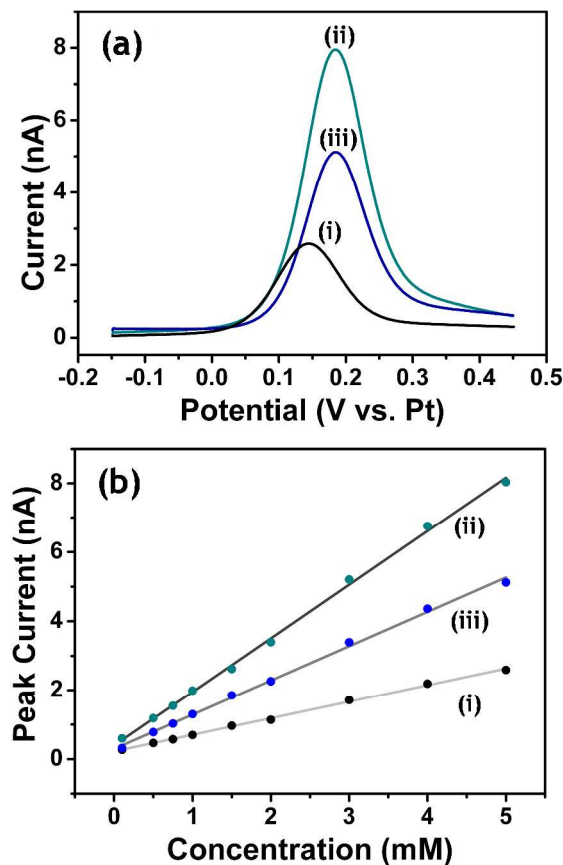 (a)
(ii)
(iii)
(i)
8
6
4
2
0
Current (nA)
-0.2 -0.1 0.0 0.1 0.2 0.3 0.4 0.5
Potential (V vs. Pt)
(b)
(ii)
(iii)
(i)
8
6
4
2
0
Peak Current (nA)
0 1 2 3 4 5
Concentration (mM)